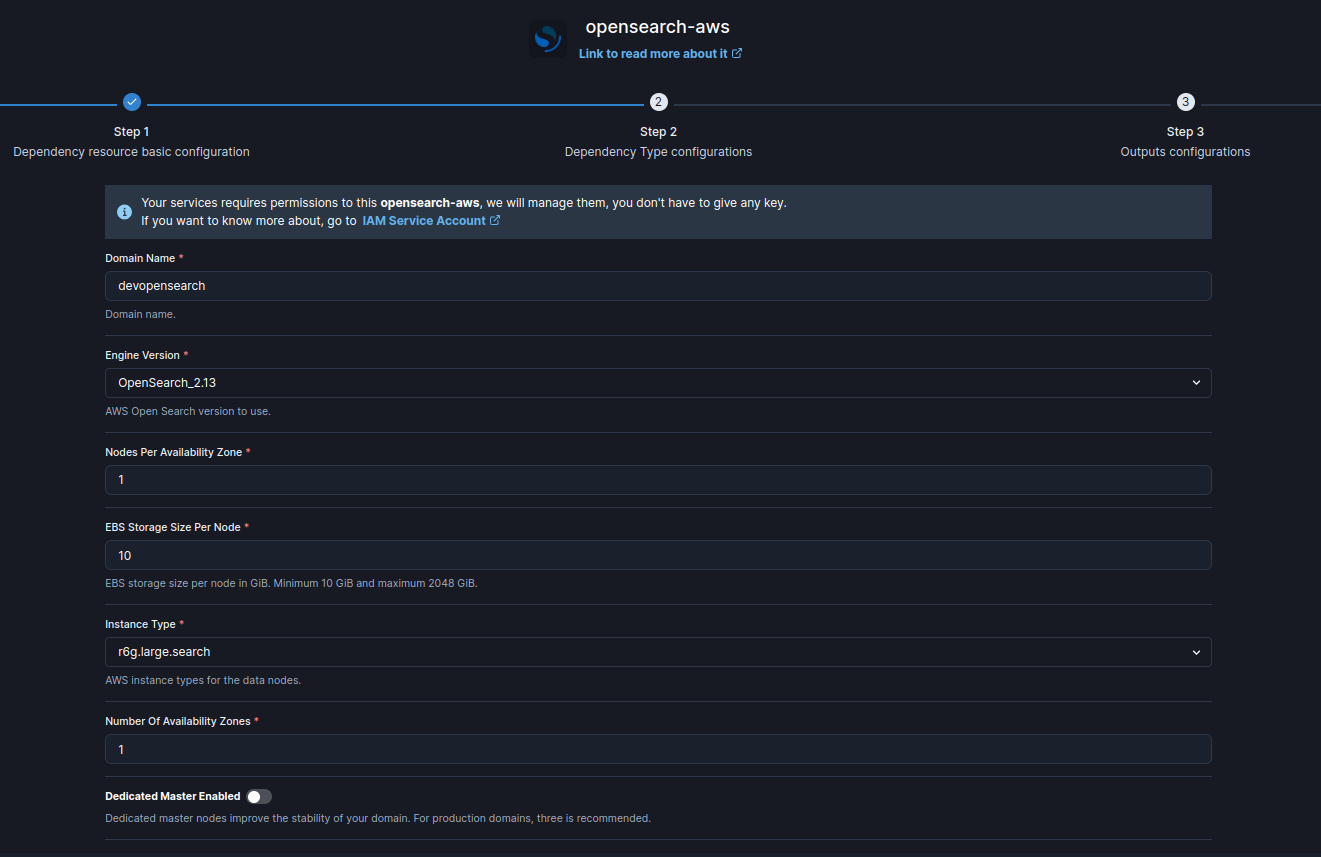 opensearch-aws
Link to read more about it
2
3
Step 1
Step 2
Step 3
Dependency resource basic configuration
Dependency Type configurations
Outputs configurations
Your services requires permissions to this opensearch-aws, we will manage them, you don't have to give any key.
If you want to know more about, go to IAM Service Account
Domain Name *
devopensearch
Domain name.
Engine Version *
OpenSearch_2.13
AWS Open Search version to use.
Nodes Per Availability Zone *
1
EBS Storage Size Per Node *
10
EBS storage size per node in GiB. Minimum 10 GiB and maximum 2048 GiB.
Instance Type *
r6g.large.search
AWS instance types for the data nodes.
Number Of Availability Zones *
1
Dedicated Master Enabled
Dedicated master nodes improve the stability of your domain. For production domains, three is recommended.